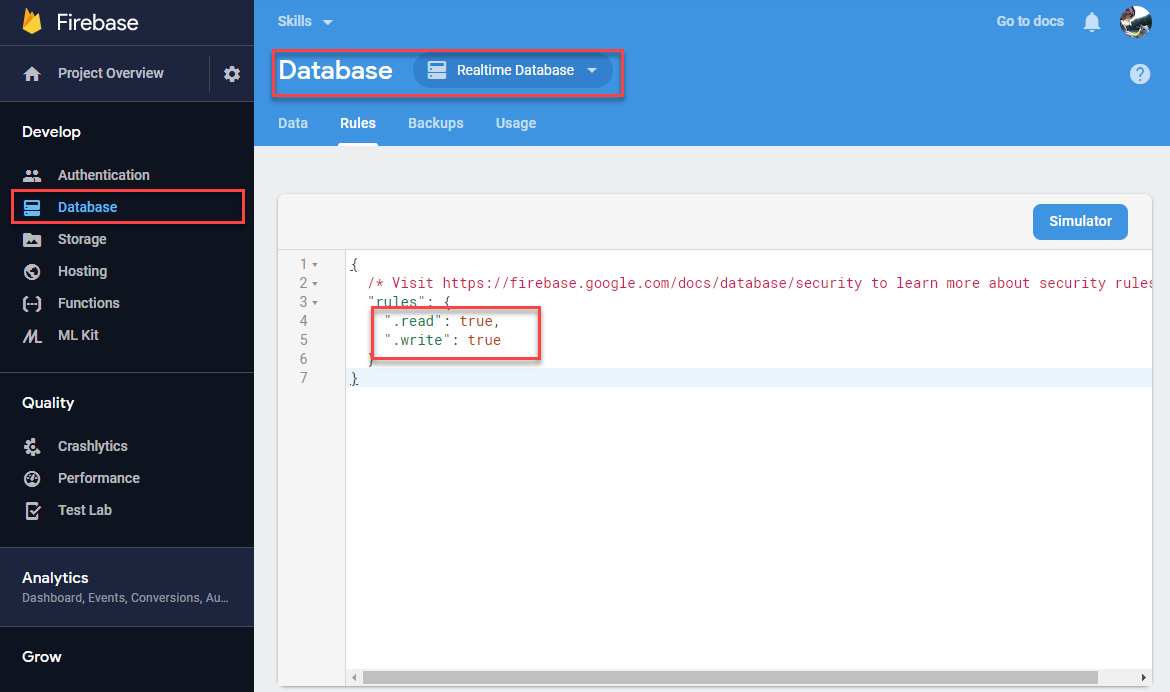 Firebase
Project Overview
Develop
Authentication
Database
Storage
Hosting
Functions
ML Kit
Quality
Crashlytics
Performance
Test Lab
Analytics
Dashboard, Events, Conversions, Au...
Grow
Skills
Go to docs
Database
Realtime Database
Data Rules Backups Usage
Simulator
1 {
2 /* Visit https://firebase.google.com/docs/database/security to learn more about security rules
3 "rules": {
4 ".read": true,
5 ".write": true
6 }
7 }